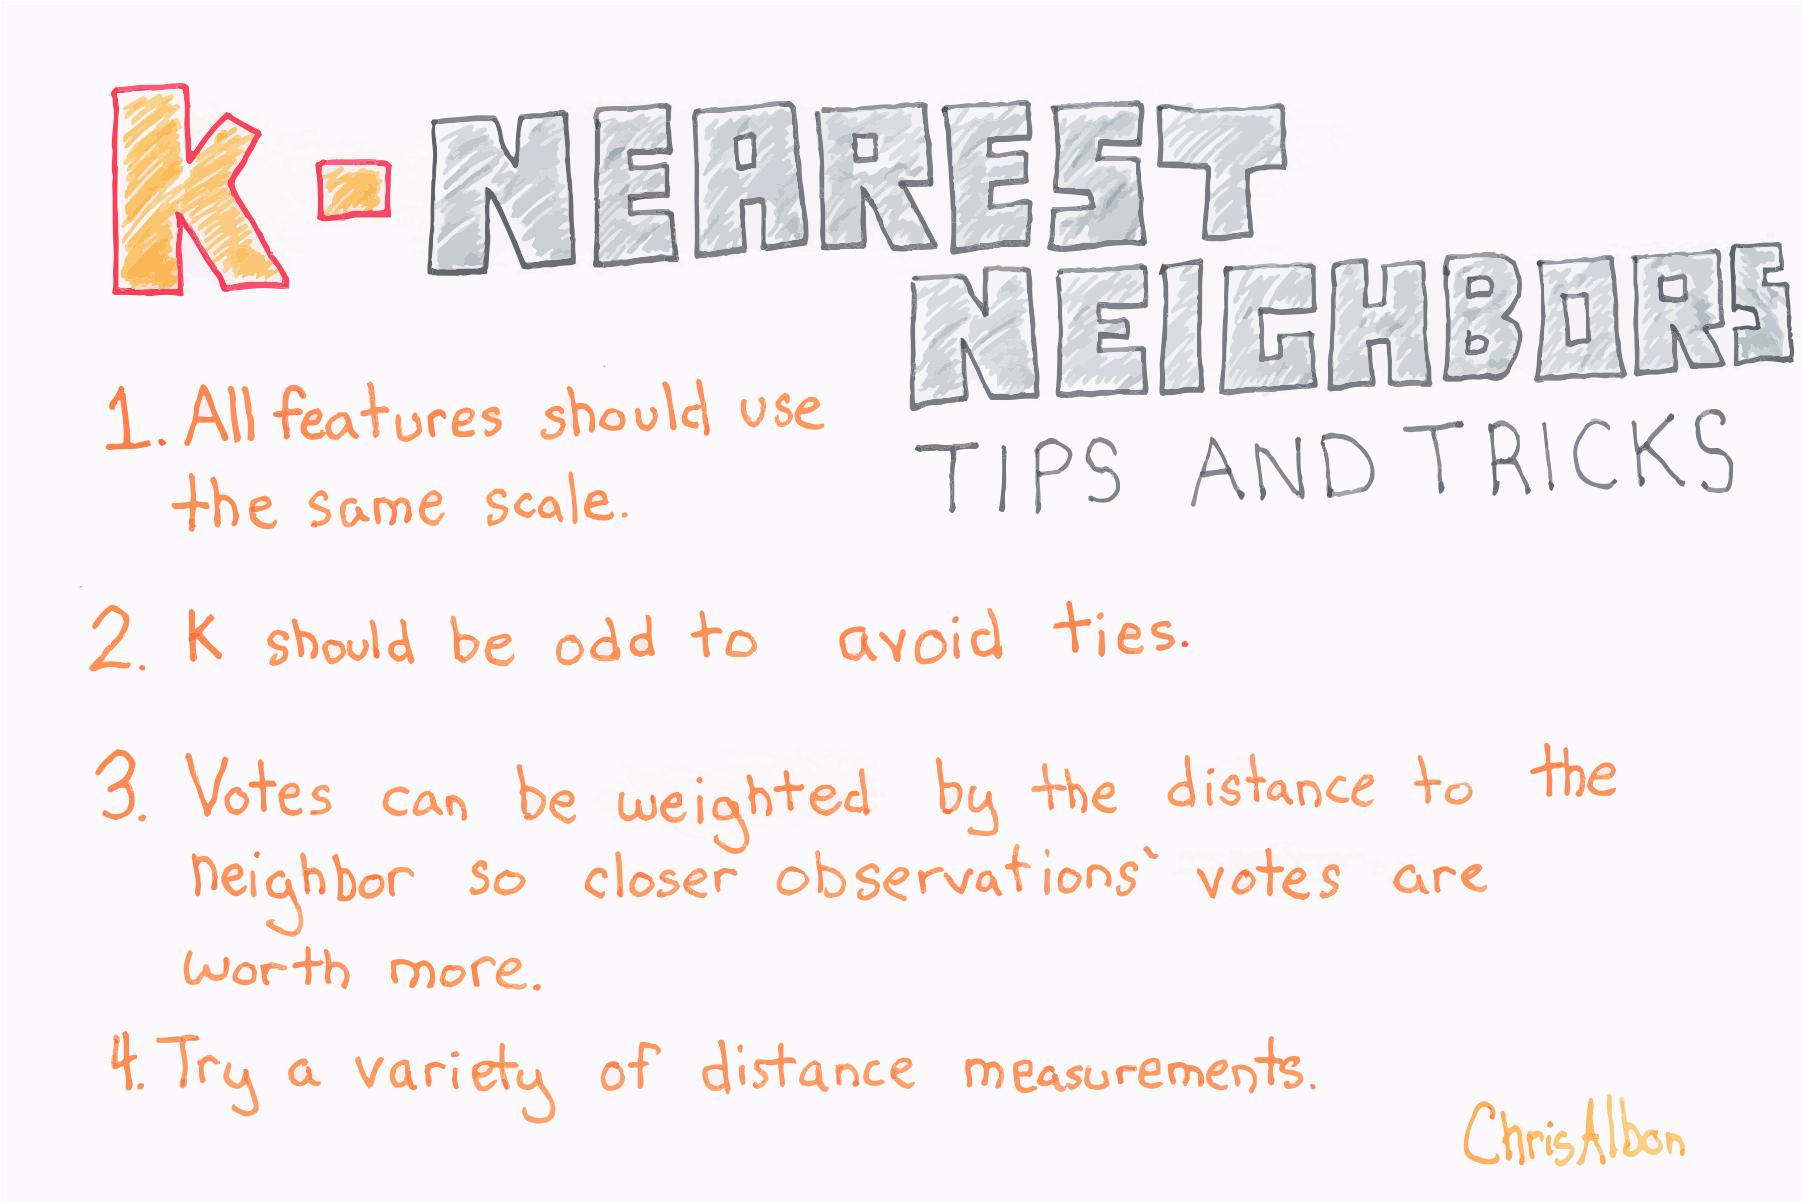 K-NEAREST
NEIGHBORS
TIPS AND TRICKS
1. All features should use
the same scale.
2. K should be odd to avoid ties.
3. Votes can be weighted by the distance to the
neighbor so closer observations' votes are
worth more.
4. Try a variety of distance measurements.
ChrisAlbon